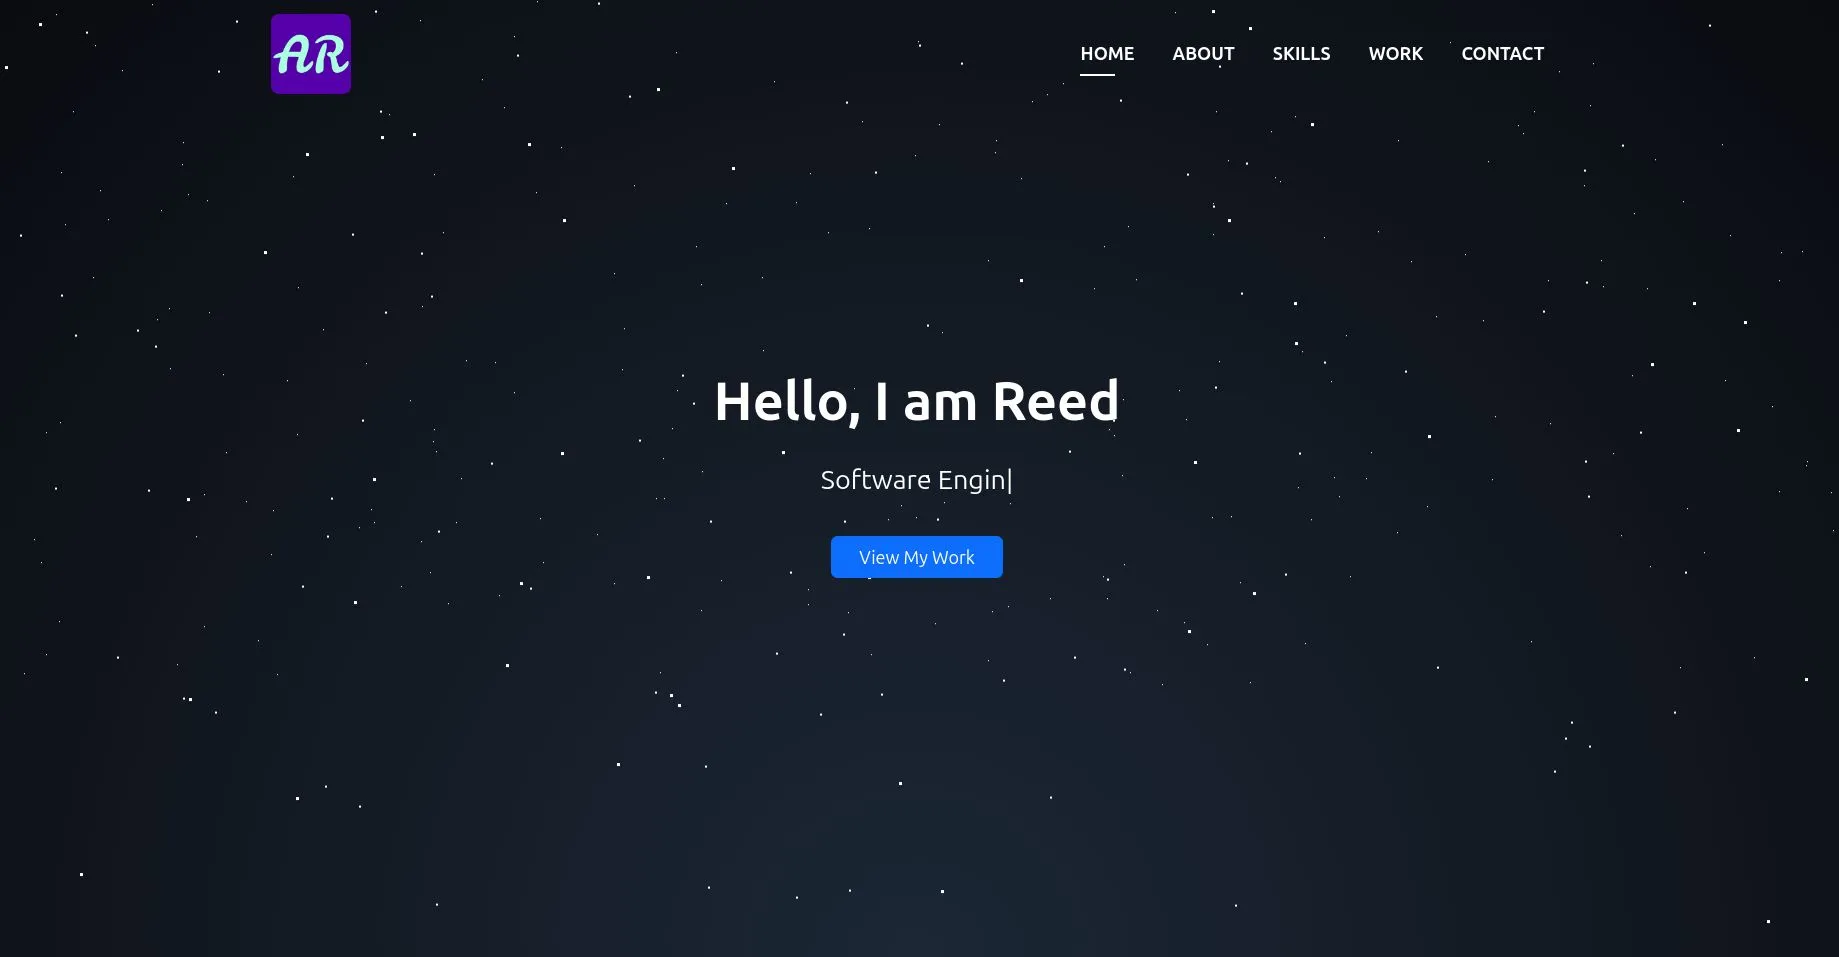 AR
HOME ABOUT SKILLS WORK CONTACT
Hello, I am Reed
Software Engin|
View My Work